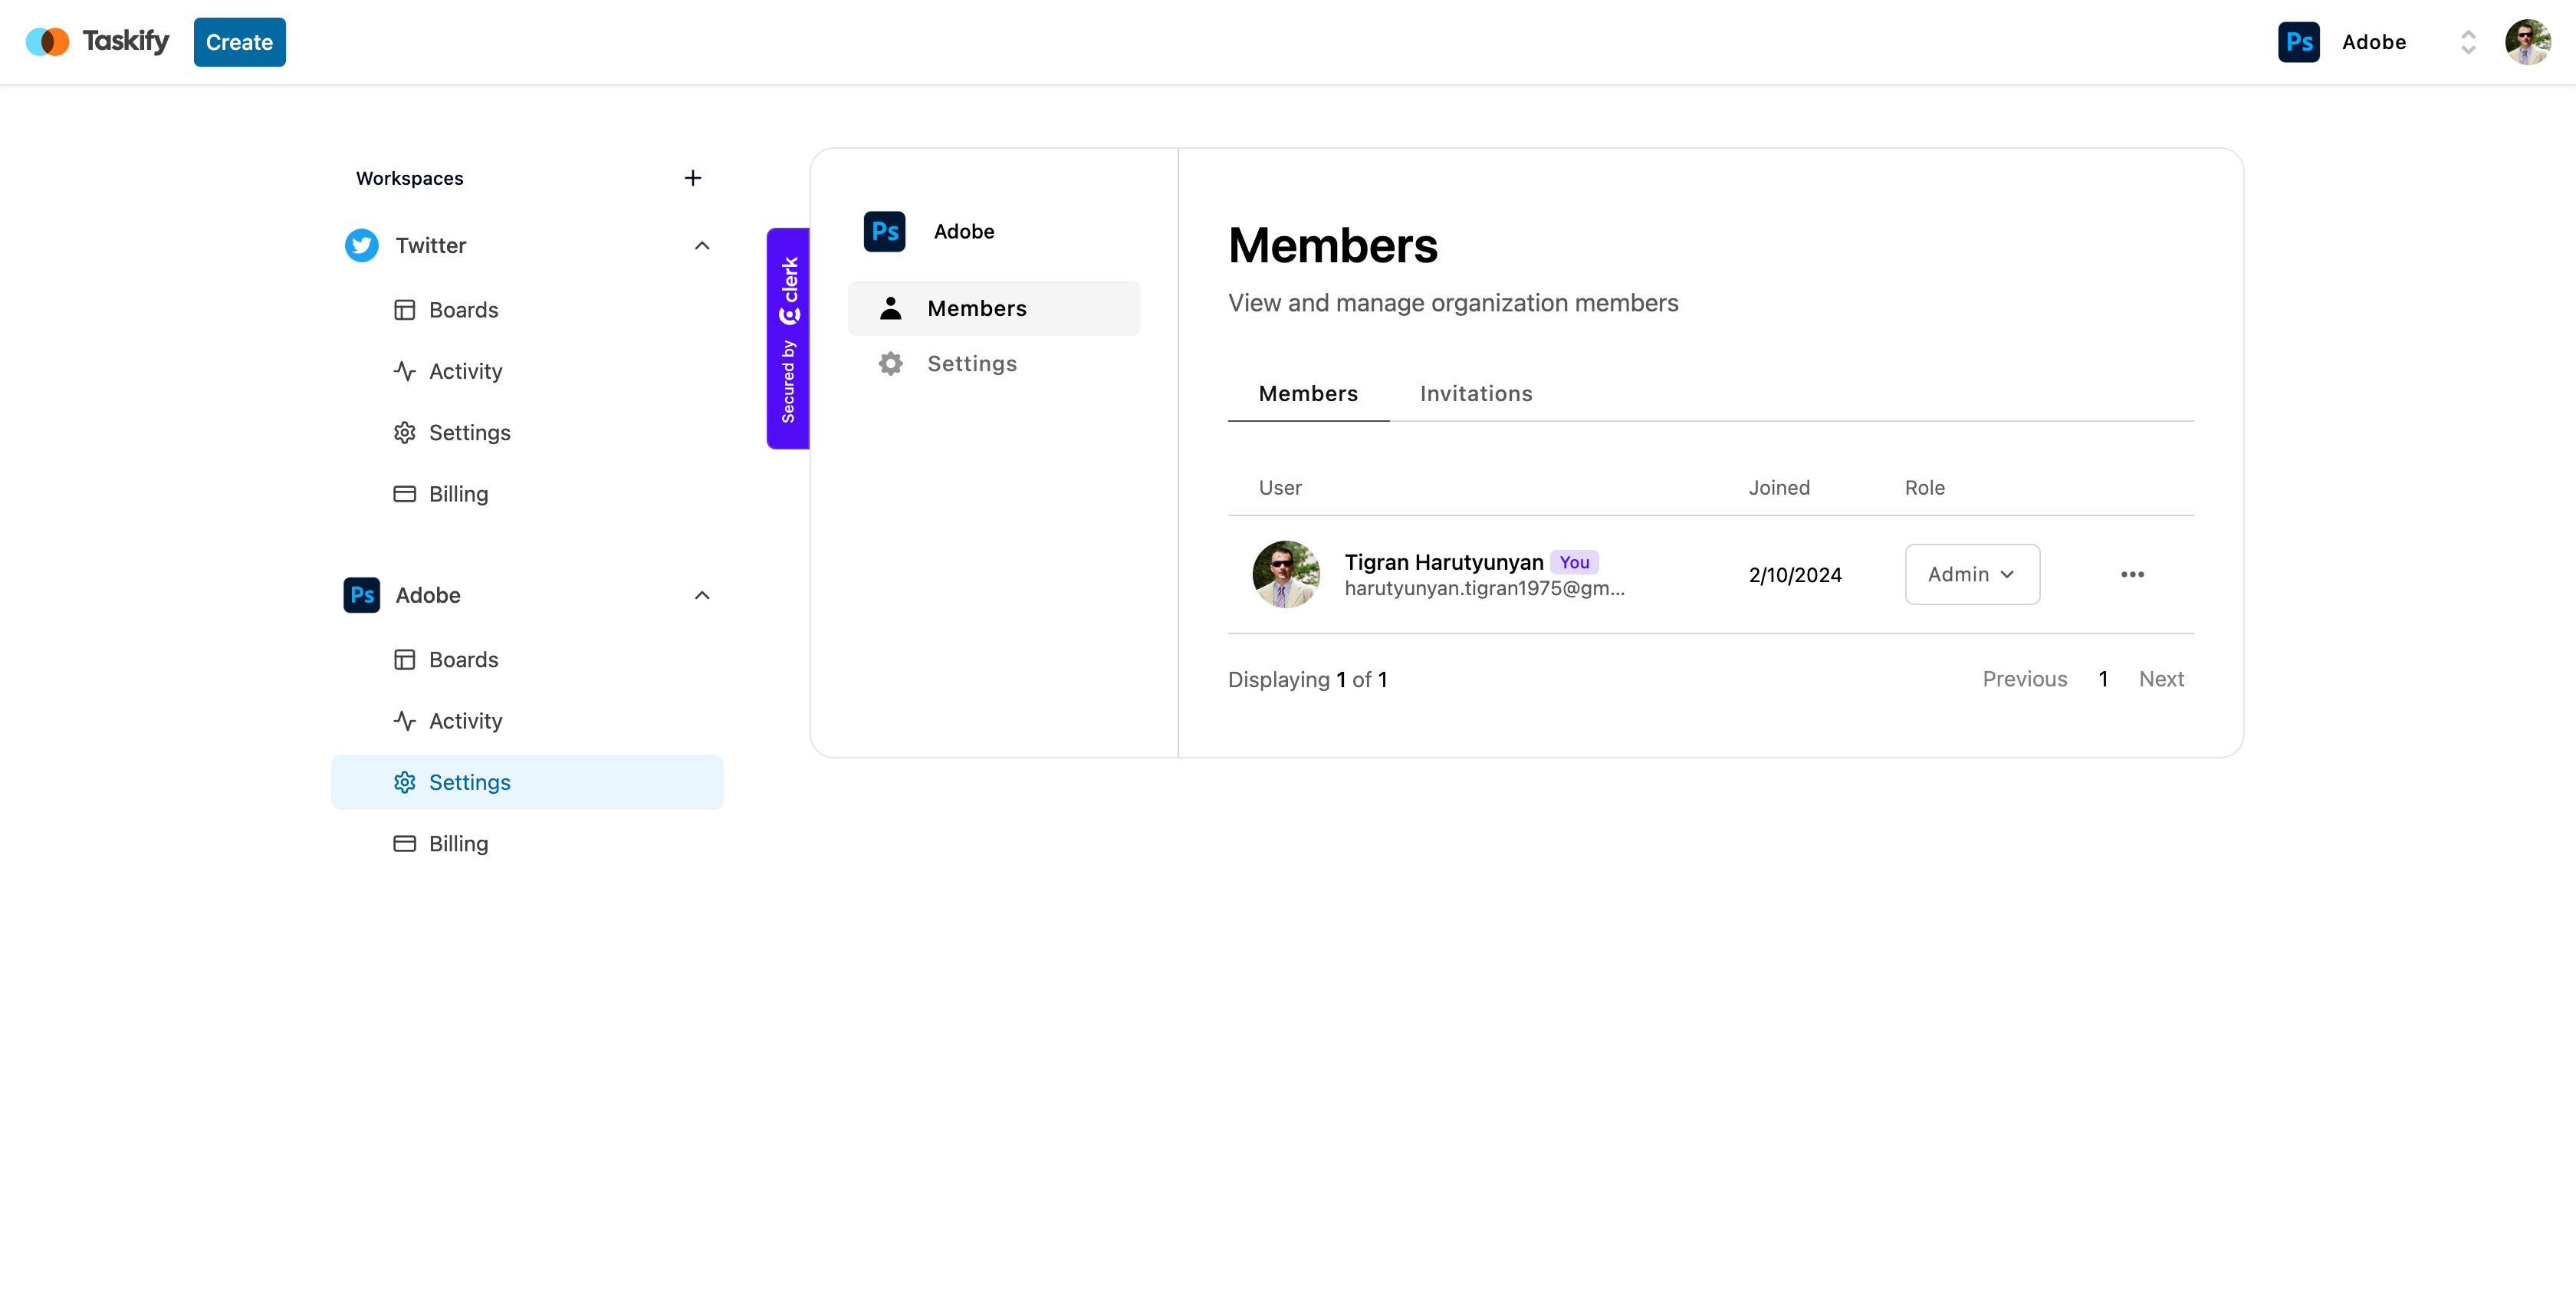 Taskify
Create
Ps
Adobe
Workspaces
Twitter
Boards
Activity
Settings
Billing
Ps
Adobe
Boards
Activity
Settings
Billing
Secured by clerk
Ps
Adobe
Members
Settings
Members
View and manage organization members
Members Invitations
User Joined Role
Tigran Harutyunyan You
harutyunyan.tigran1975@gm...
2/10/2024
Admin
Displaying 1 of 1
Previous 1 Next